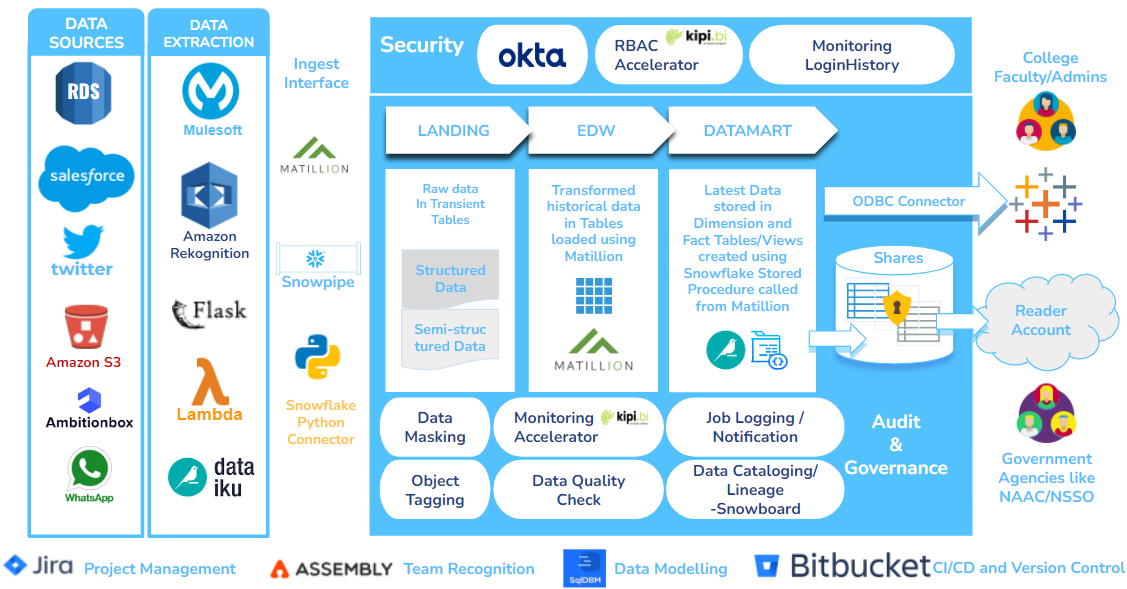 DATA
SOURCES
RDS
salesforce
twitter
Amazon S3
Ambitionbox
WhatsApp
DATA
EXTRACTION
Mulesoft
Amazon
Rekognition
Flask
Lambda
data
iku
Ingest
Interface
MATILLION
Snowpipe
Snowflake
Python
Connector
Security
okta
RBAC
Accelerator
kipi.bi
Monitoring
LoginHistory
LANDING
EDW
DATAMART
Raw data
In Transient
Tables
Structured
Data
Semi-struc
tured Data
Transformed
historical data
in Tables
loaded using
Matillion
MATILLION
Latest Data
stored in
Dimension and
Fact Tables/Views
created using
Snowflake Stored
Procedure called
from Matillion
ODBC Connector
Shares
Data
Masking
Monitoring
Accelerator
kipi.bi
Job Logging /
Notification
Object
Tagging
Data Quality
Check
Data Cataloging/
Lineage
-Snowboard
Audit
&
Governance
College
Faculty/Admins
Reader
Account
Government
Agencies like
NAAC/NSSO
Jira
Project Management
ASSEMBLY
Team Recognition
SqlDBM
Data Modelling
Bitbucket
CI/CD and Version Control